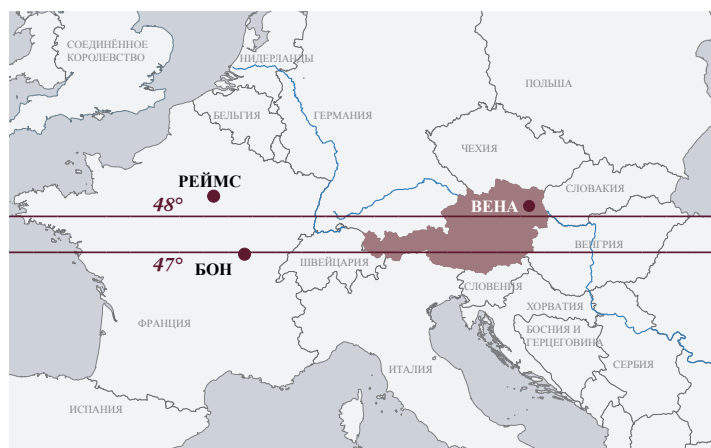 СОЕДИНЁННОЕ
КОРОЛЕВСТВО
НИДЕРЛАНДЫ
ПОЛЬША
БЕЛЬГИЯ
ГЕРМАНИЯ
ЧЕХИЯ
РЕЙМС
СЛОВАКИЯ
48°
ВЕНА
ВЕНГРИЯ
47°
БОН
ШВЕЙЦАРИЯ
СЛОВЕНИЯ
ХОРВАТИЯ
ФРАНЦИЯ
БОСНИЯ И
ГЕРЦЕГОВИНА
ИТАЛИЯ
СЕРБИЯ
ИСПАНИЯ